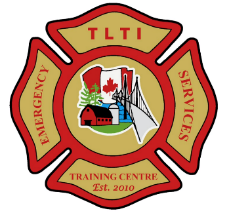 TLTI
EMERGENCY
SERVICES
TRAINING CENTRE
Est. 2010